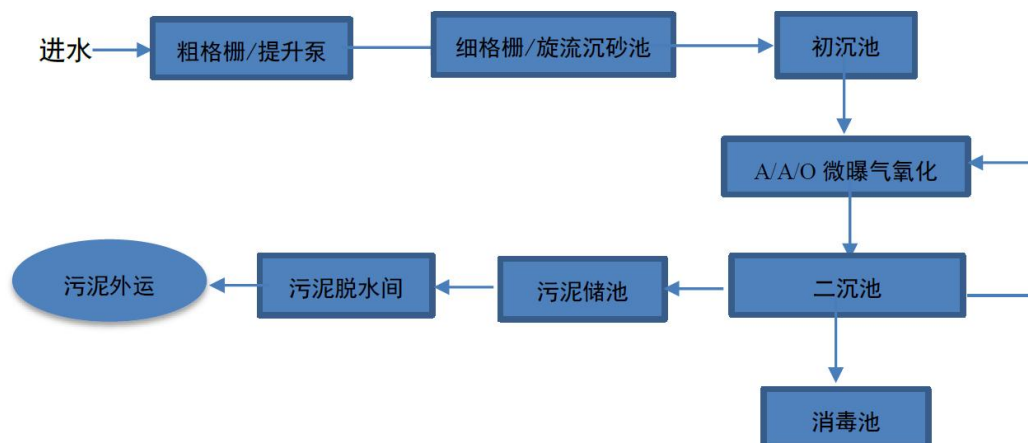 进水
粗格栅/提升泵
细格栅/旋流沉砂池
初沉池
A/A/O 微曝气氧化
污泥外运
污泥脱水间
污泥储池
二沉池
消毒池